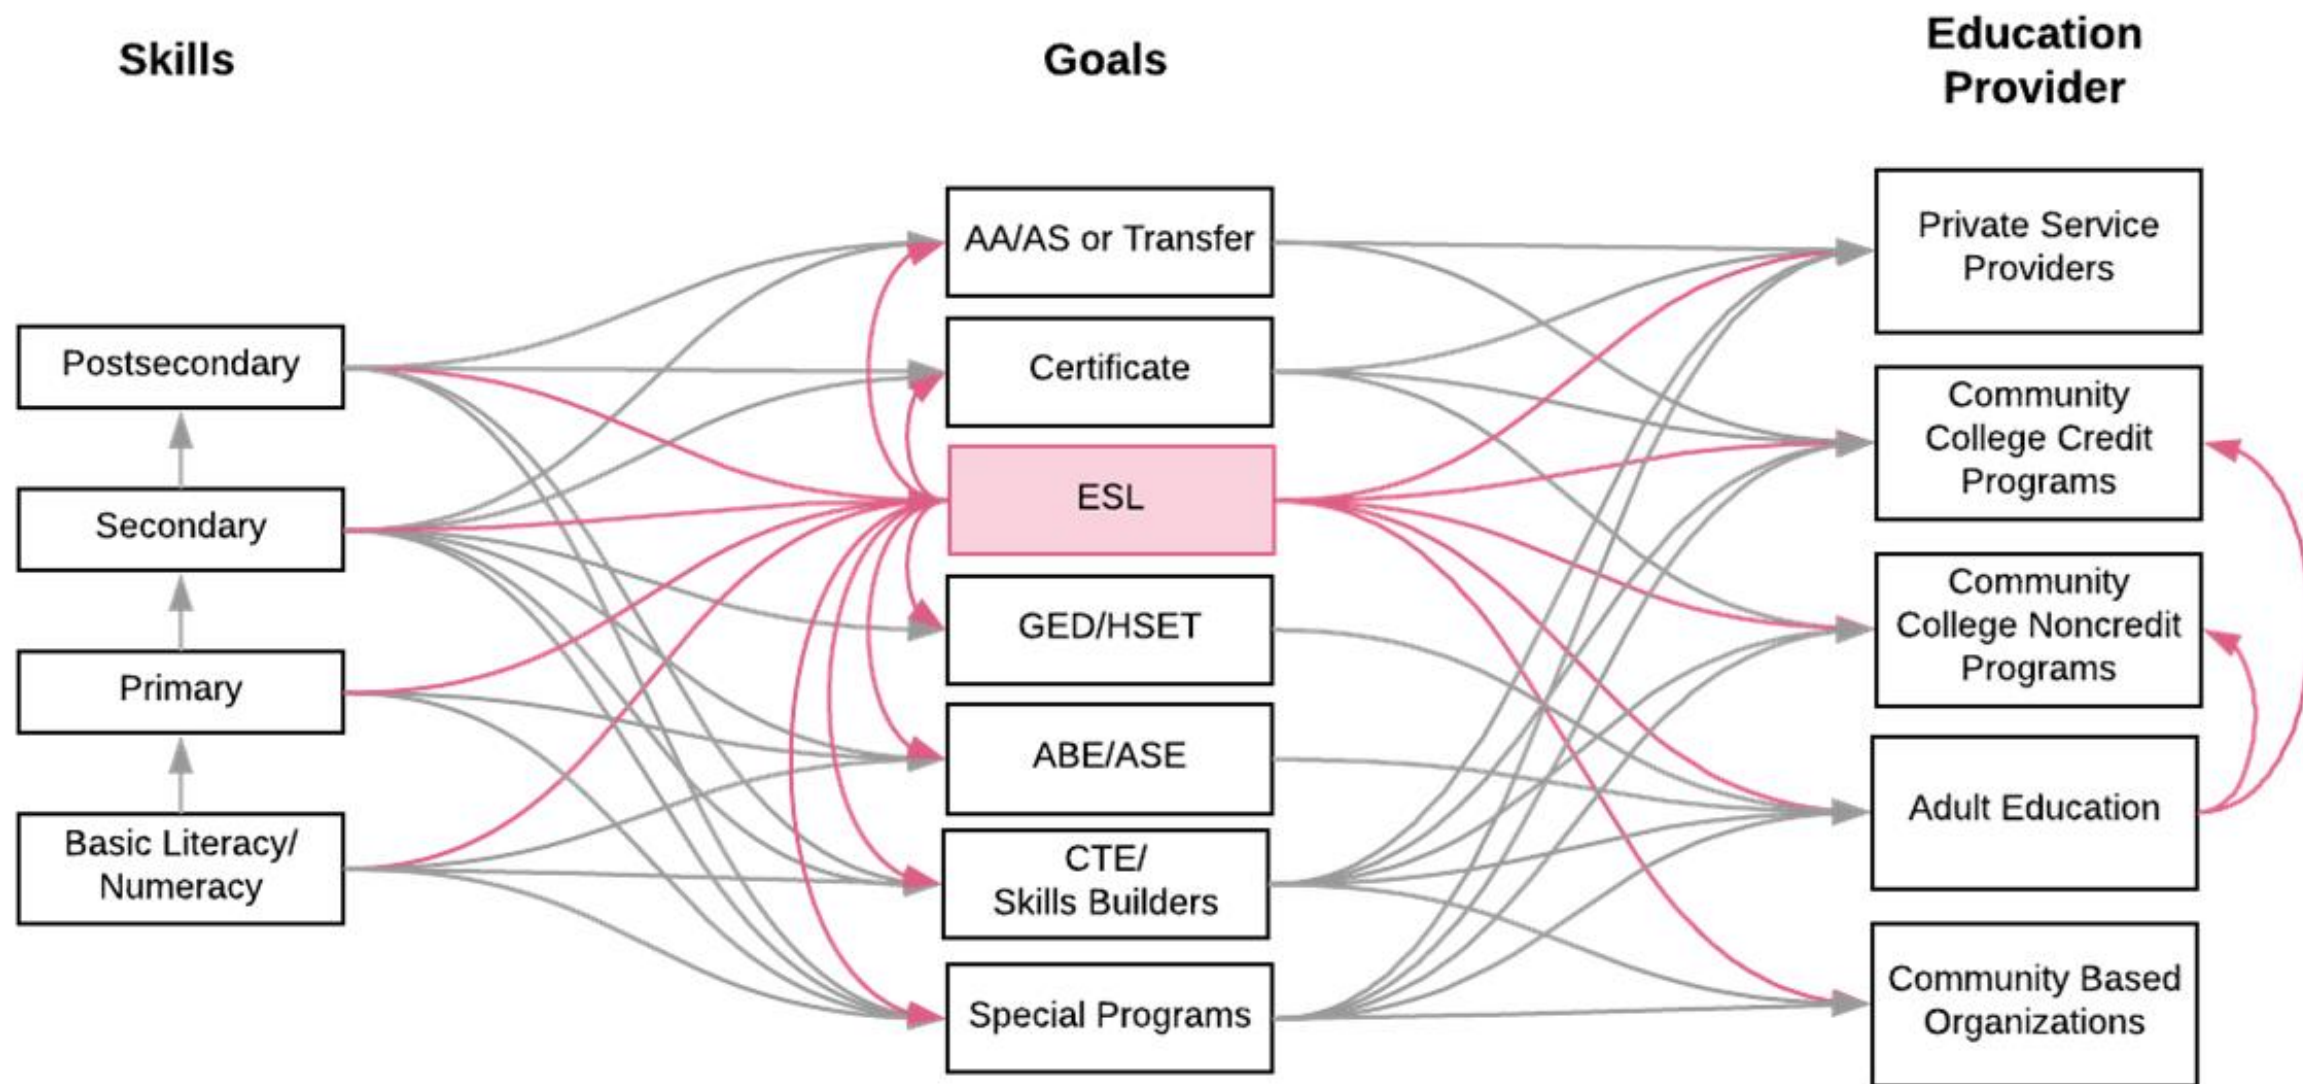 Skills
Goals
Education
Provider
Postsecondary
Secondary
Primary
Basic Literacy/
Numeracy
AA/AS or Transfer
Certificate
ESL
GED/HSET
ABE/ASE
CTE/
Skills Builders
Special Programs
Private Service
Providers
Community
College Credit
Programs
Community
College Noncredit
Programs
Adult Education
Community Based
Organizations